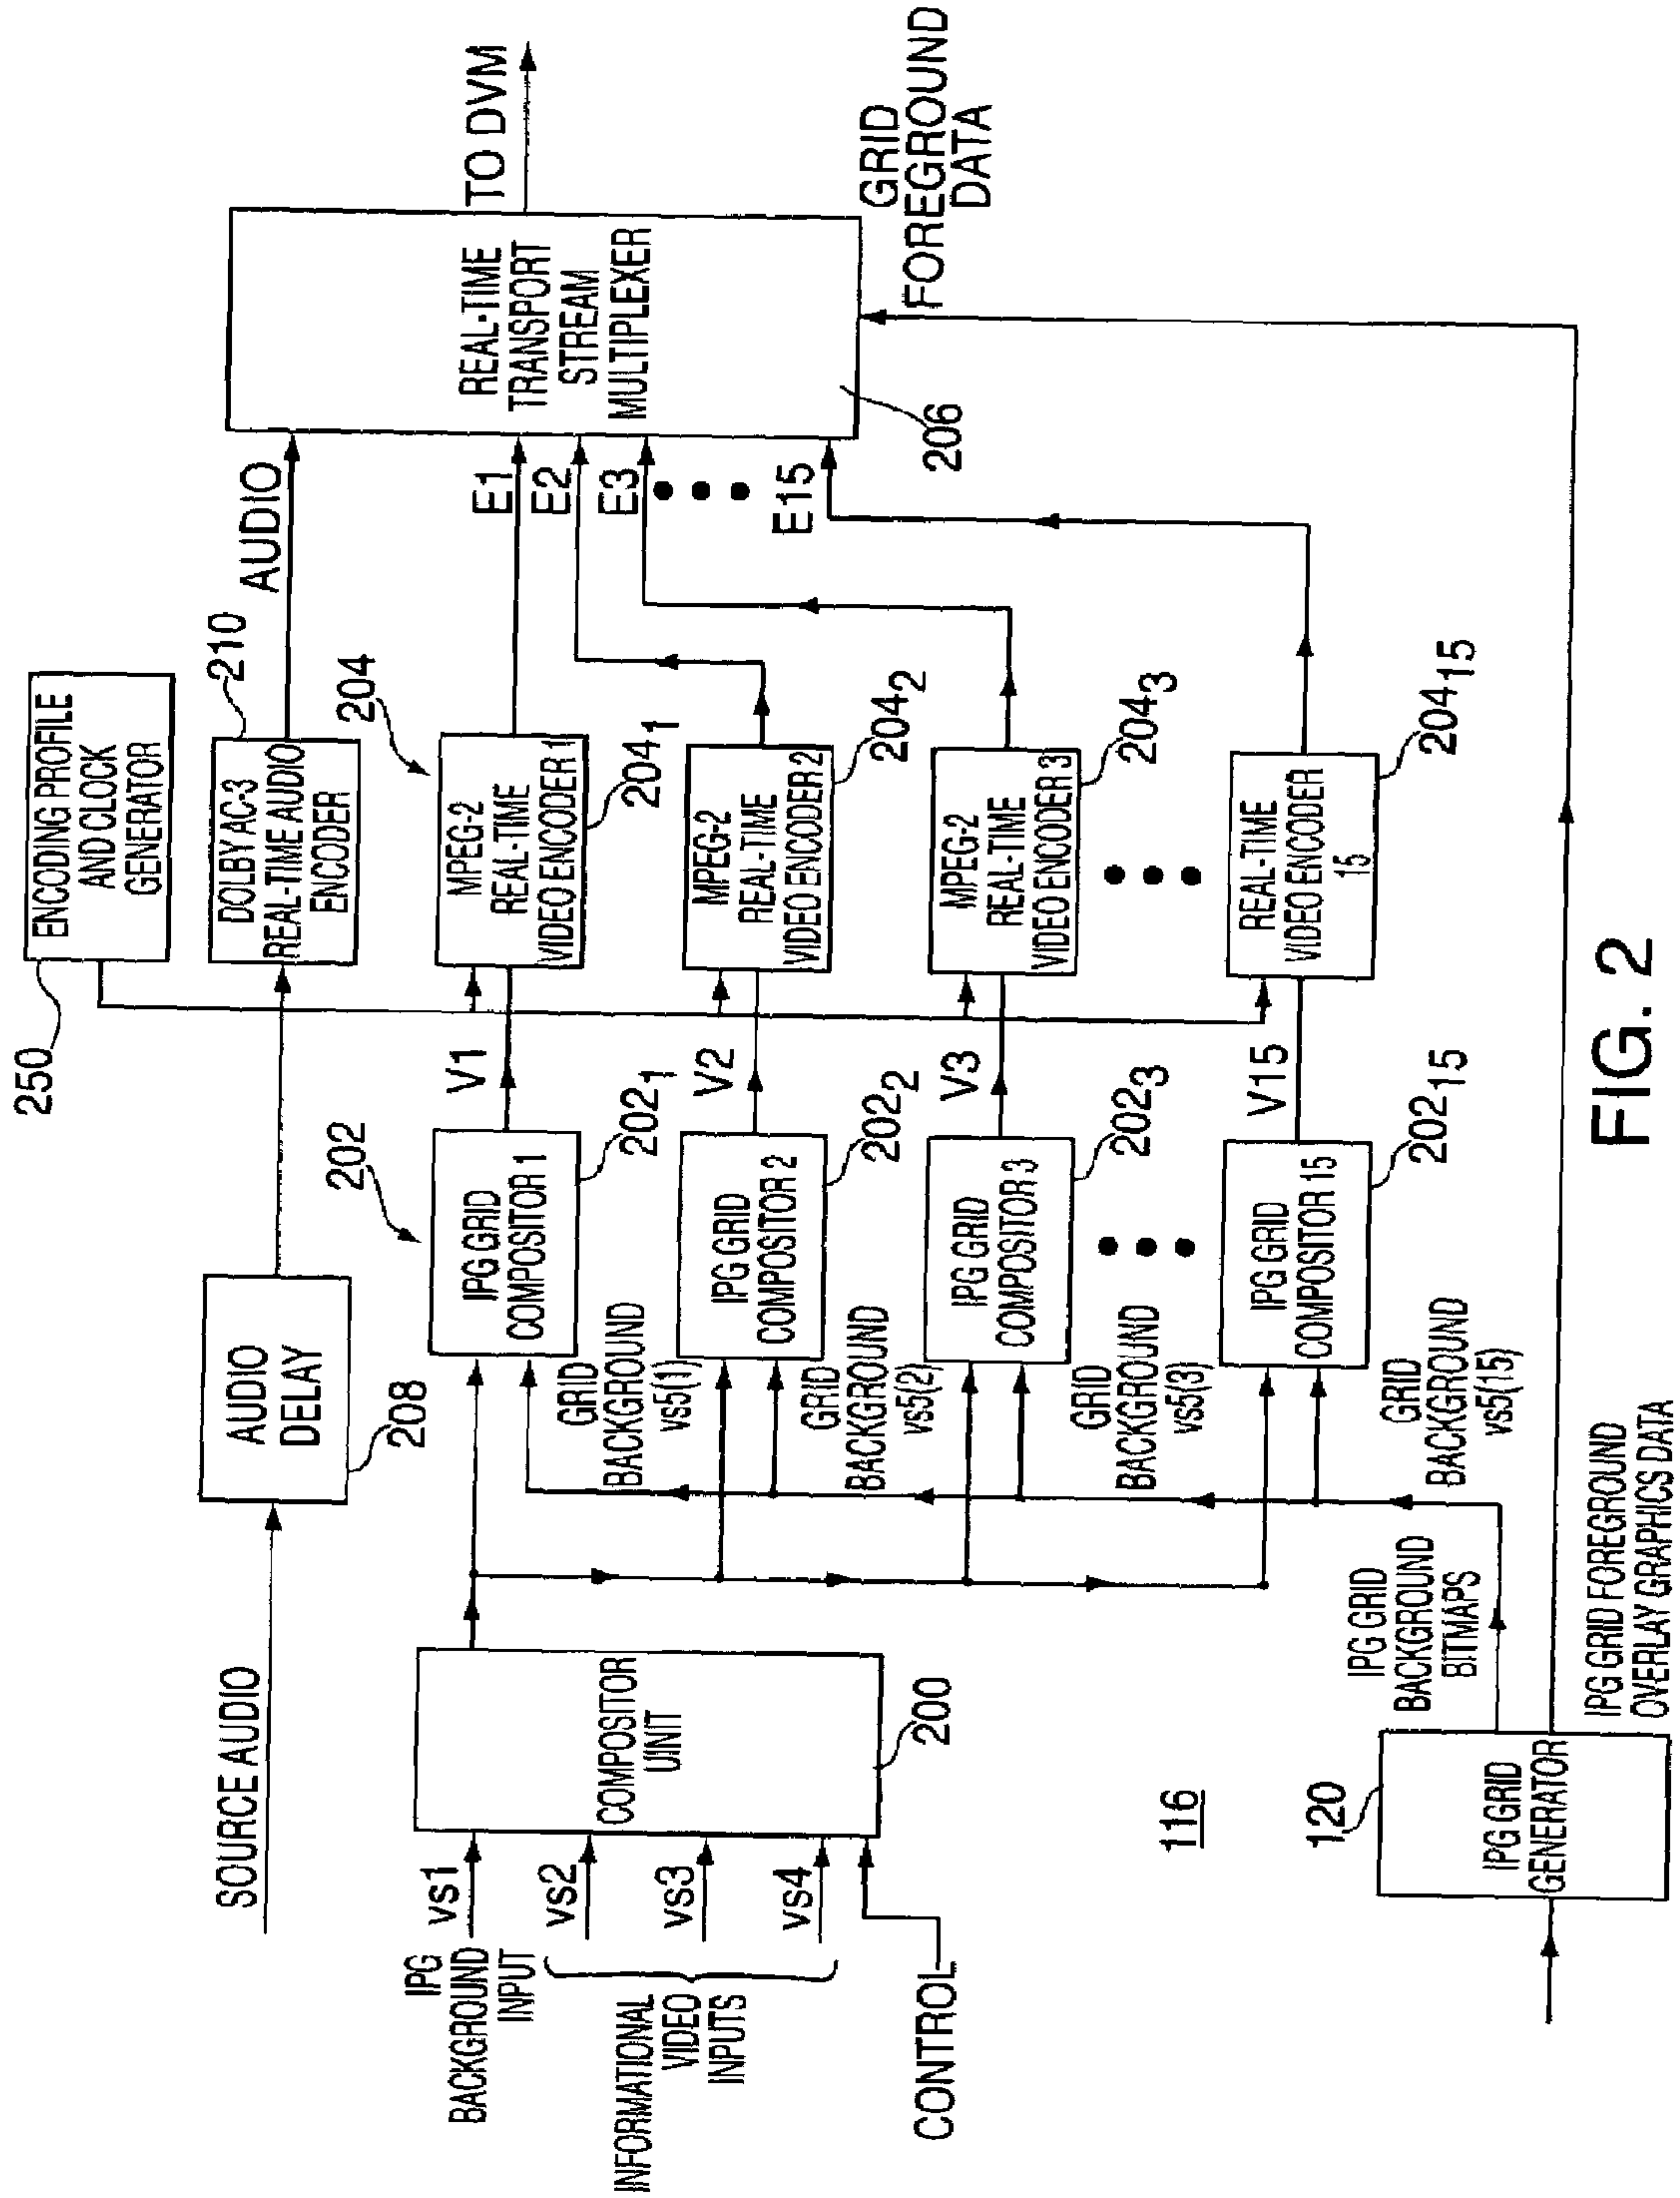 ENCODING PROFILE
AND CLOCK
GENERATOR
250
SOURCE AUDIO
AUDIO
DELAY
208
DOLBY AC-3
REAL-TIME AUDIO
ENCODER
210
AUDIO
IPG
BACKGROUND
INPUT
vs1
vs2
vs3
vs4
INFORMATIONAL
VIDEO
INPUTS
CONTROL
COMPOSITOR
UINIT
200
202
IPG GRID
COMPOSITOR 1
202₁
GRID
BACKGROUND
vs5(1)
V1
204
MPEG-2
REAL-TIME
VIDEO ENCODER 1
204₁
E1
IPG GRID
COMPOSITOR 2
202₂
GRID
BACKGROUND
vs5(2)
V2
MPEG-2
REAL-TIME
VIDEO ENCODER 2
204₂
E2
IPG GRID
COMPOSITOR 3
202₃
GRID
BACKGROUND
vs5(3)
V3
MPEG-2
REAL-TIME
VIDEO ENCODER 3
204₃
E3
IPG GRID
COMPOSITOR 15
202₁₅
GRID
BACKGROUND
vs5(15)
V15
REAL-TIME
VIDEO ENCODER
15
204₁₅
E15
REAL-TIME
TRANSPORT
STREAM
MULTIPLEXER
206
TO DVM
GRID
FOREGROUND
DATA
116
120
IPG GRID
GENERATOR
IPG GRID
BACKGROUND
BITMAPS
IPG GRID FOREGROUND
OVERLAY GRAPHICS DATA
FIG. 2